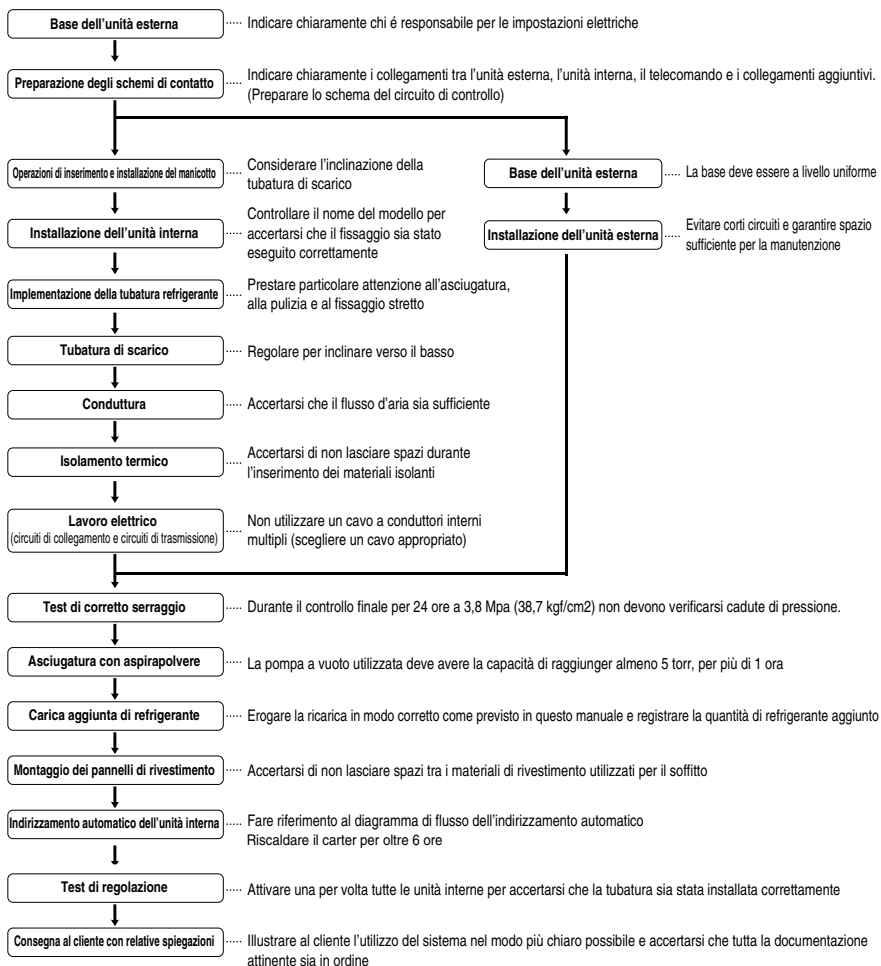 Base dell'unità esterna
Indicare chiaramente chi é responsabile per le impostazioni elettriche
Preparazione degli schemi di contatto
Indicare chiaramente i collegamenti tra l'unità esterna, l'unità interna, il telecomando e i collegamenti aggiuntivi.
(Preparare lo schema del circuito di controllo)
Operazioni di inserimento e installazione del manicotto
Considerare l'inclinazione della
tubatura di scarico
Base dell'unità esterna
La base deve essere a livello uniforme
Installazione dell'unità interna
Controllare il nome del modello per
accertarsi che il fissaggio sia stato
eseguito correttamente
Installazione dell'unità esterna
Evitare corti circuiti e garantire spazio
sufficiente per la manutenzione
Implementazione della tubatura refrigerante
Prestare particolare attenzione all'asciugatura,
alla pulizia e al fissaggio stretto
Tubatura di scarico
Regolare per inclinare verso il basso
Conduttura
Accertarsi che il flusso d'aria sia sufficiente
Isolamento termico
Accertarsi di non lasciare spazi durante
l'inserimento dei materiali isolanti
Lavoro elettrico
(circuiti di collegamento e circuiti di trasmissione)
Non utilizzare un cavo a conduttori interni
multipli (scegliere un cavo appropriato)
Test di corretto serraggio
Durante il controllo finale per 24 ore a 3,8 Mpa (38,7 kgf/cm2) non devono verificarsi cadute di pressione.
Asciugatura con aspirapolvere
La pompa a vuoto utilizzata deve avere la capacità di raggiunger almeno 5 torr, per più di 1 ora
Carica aggiunta di refrigerante
Erogare la ricarica in modo corretto come previsto in questo manuale e registrare la quantità di refrigerante aggiunto
Montaggio dei pannelli di rivestimento
Accertarsi di non lasciare spazi tra i materiali di rivestimento utilizzati per il soffitto
Indirizzamento automatico dell'unità interna
Fare riferimento al diagramma di flusso dell'indirizzamento automatico
Riscaldare il carter per oltre 6 ore
Test di regolazione
Attivare una per volta tutte le unità interne per accertarsi che la tubatura sia stata installata correttamente
Consegna al cliente con relative spiegazioni
Illustrare al cliente l'utilizzo del sistema nel modo più chiaro possibile e accertarsi che tutta la documentazione
attinente sia in ordine